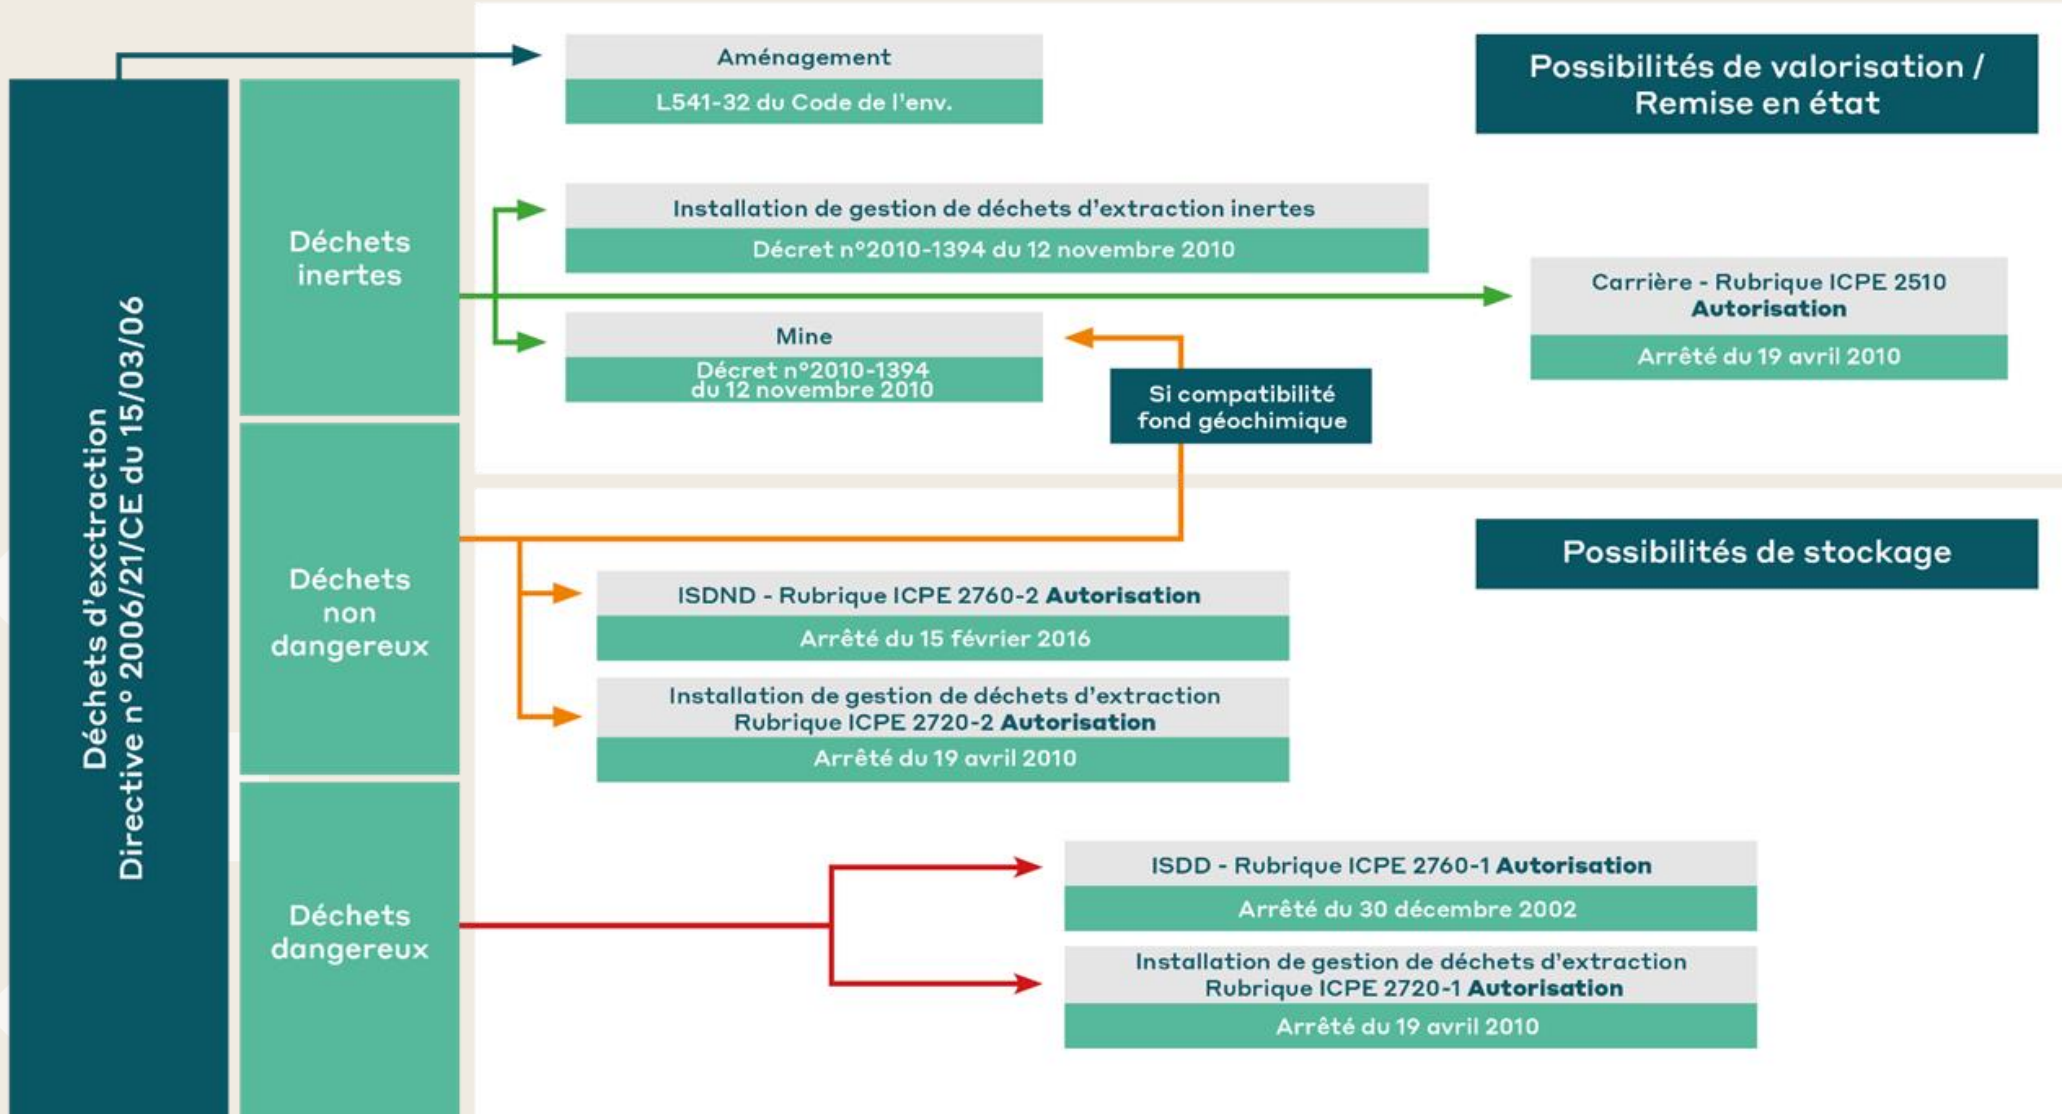 Déchets d'exctraction
Directive n° 2006/21/CE du 15/03/06
Déchets
inertes
Aménagement
L541-32 du Code de l'env.
Possibilités de valorisation /
Remise en état
Installation de gestion de déchets d'extraction inertes
Décret n°2010-1394 du 12 novembre 2010
Carrière - Rubrique ICPE 2510
Autorisation
Arrêté du 19 avril 2010
Mine
Décret n°2010-1394
du 12 novembre 2010
Si compatibilité
fond géochimique
Déchets
non
dangereux
Possibilités de stockage
ISDND - Rubrique ICPE 2760-2 Autorisation
Arrêté du 15 février 2016
Installation de gestion de déchets d'extraction
Rubrique ICPE 2720-2 Autorisation
Arrêté du 19 avril 2010
Déchets
dangereux
ISDD - Rubrique ICPE 2760-1 Autorisation
Arrêté du 30 décembre 2002
Installation de gestion de déchets d'extraction
Rubrique ICPE 2720-1 Autorisation
Arrêté du 19 avril 2010